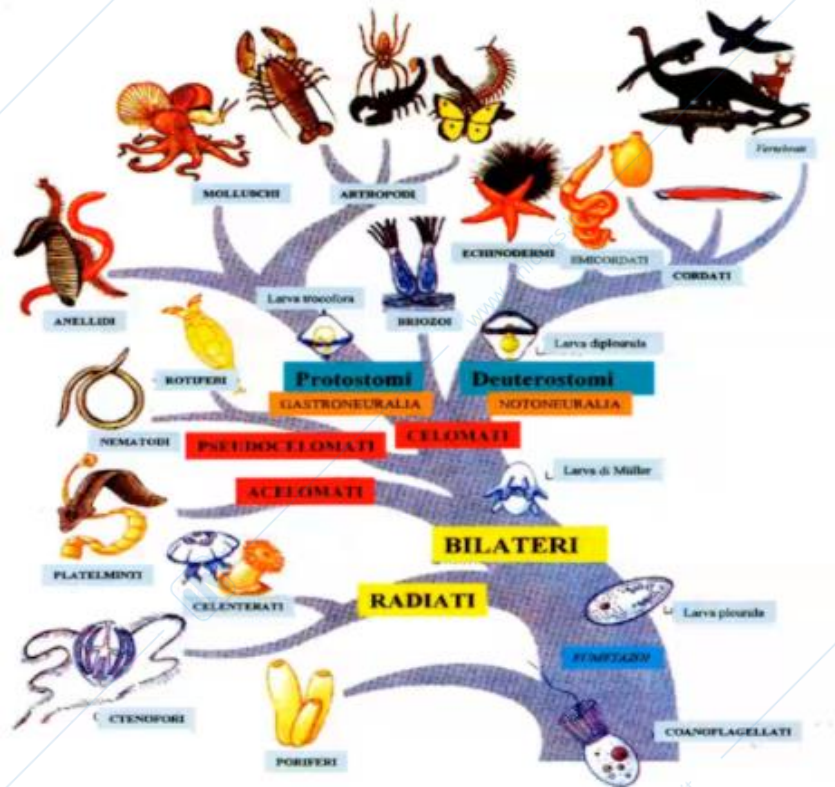 Vertebrati
MOLLUSCHI
ARTROPODI
ECHINODERMI
EMICORDATI
CORDATI
Larva trocofora
ANELLIDI
BRIOZOI
Larva dipleurula
ROTIFERI
Protostomi
Deuterostomi
GASTRONEURALIA
NOTONEURALIA
NEMATODI
PSEUDOCELOMATI
CELOMATI
Larva di Müller
ACELOMATI
BILATERI
PLATELMINTI
CELENTERATI
RADIATI
Larva planula
EUMETAZOI
CTENOFORI
COANOFLAGELLATI
PORIFERI